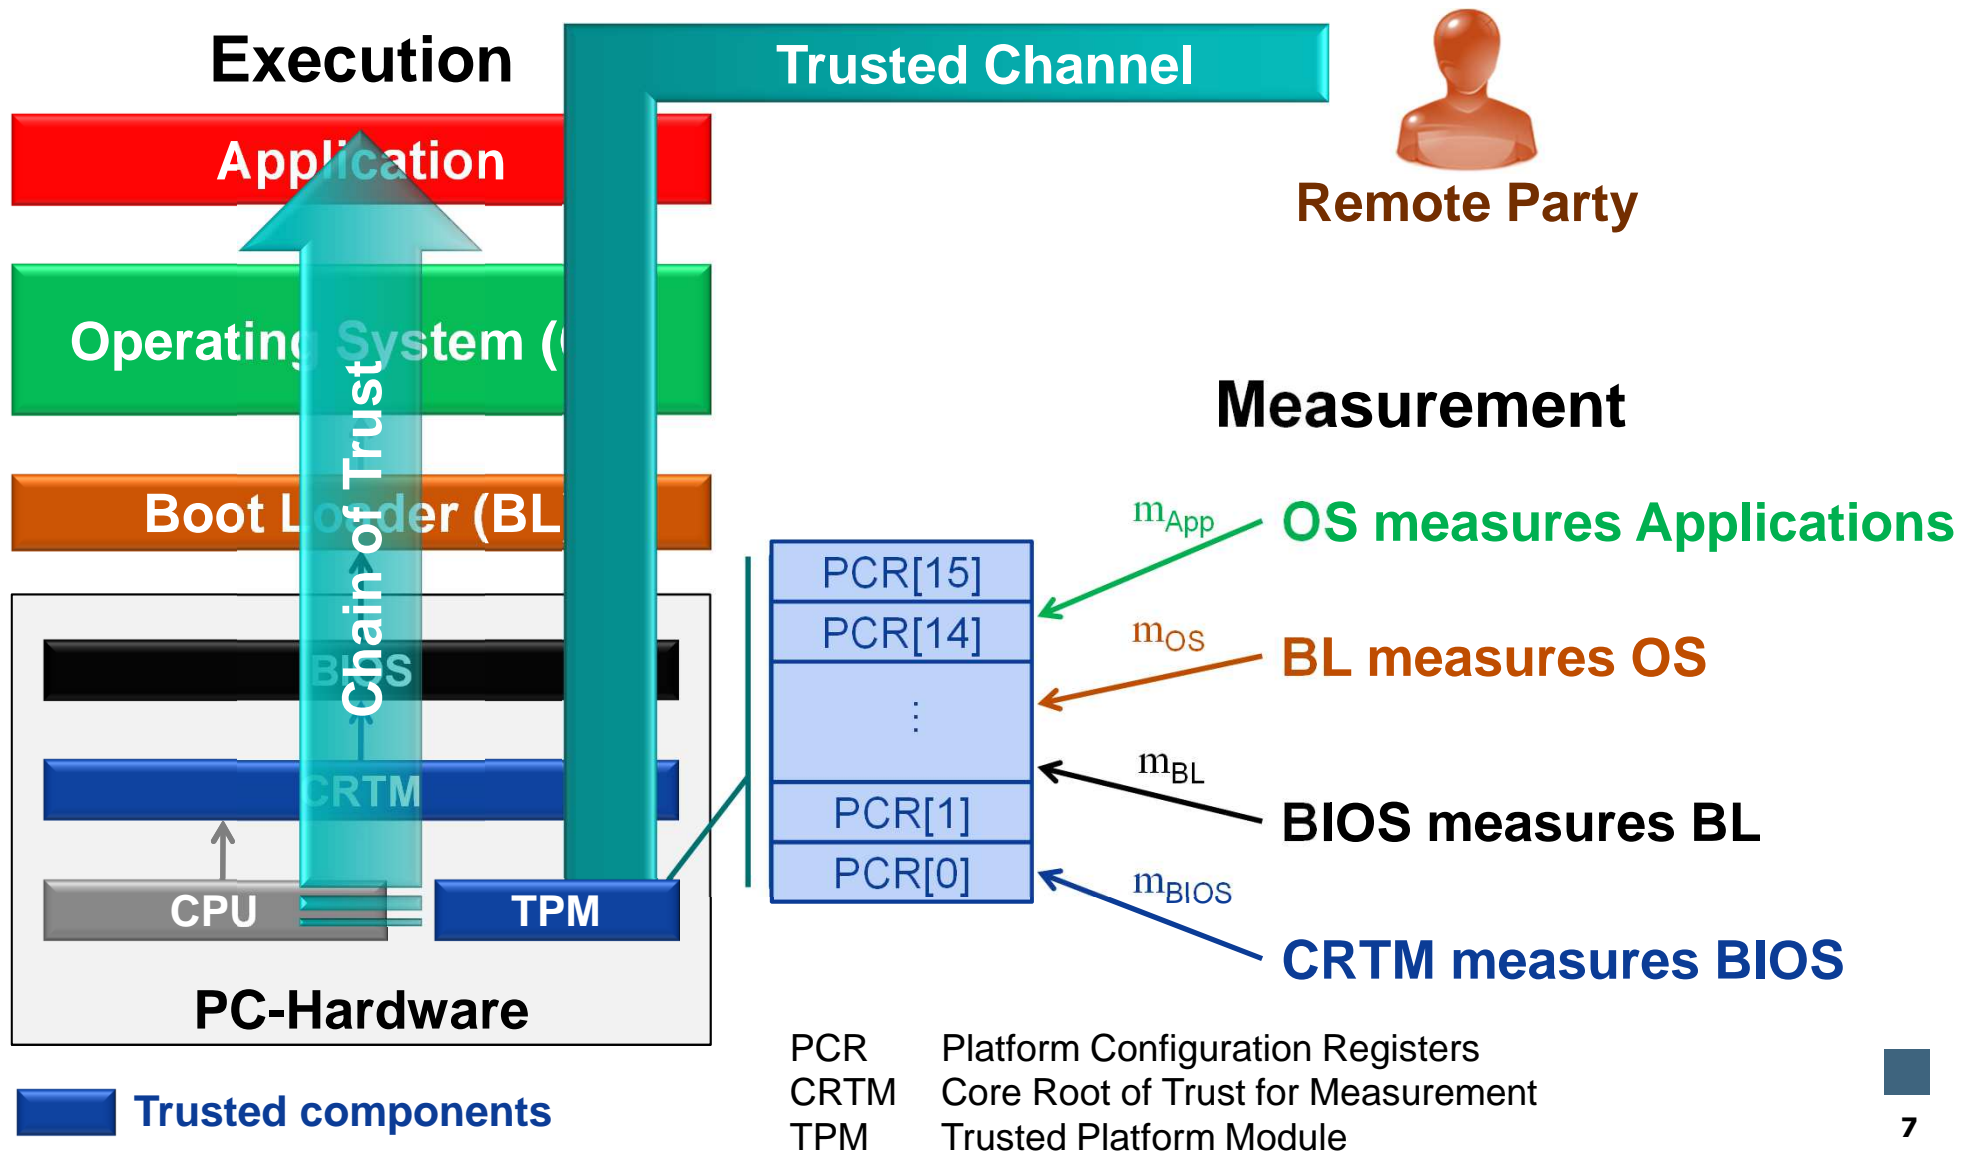 Execution
Trusted Channel
Application
Remote Party
Operating System (
Chain of Trust
Measurement
Boot Loader (BL)
m_App
OS measures Applications
PCR[15]
PCR[14]
m_OS
BL measures OS
⋮
BIOS
m_BL
BIOS measures BL
CRTM
PCR[1]
PCR[0]
m_BIOS
CPU
TPM
CRTM measures BIOS
PC-Hardware
PCR Platform Configuration Registers
CRTM Core Root of Trust for Measurement
TPM Trusted Platform Module
Trusted components
7